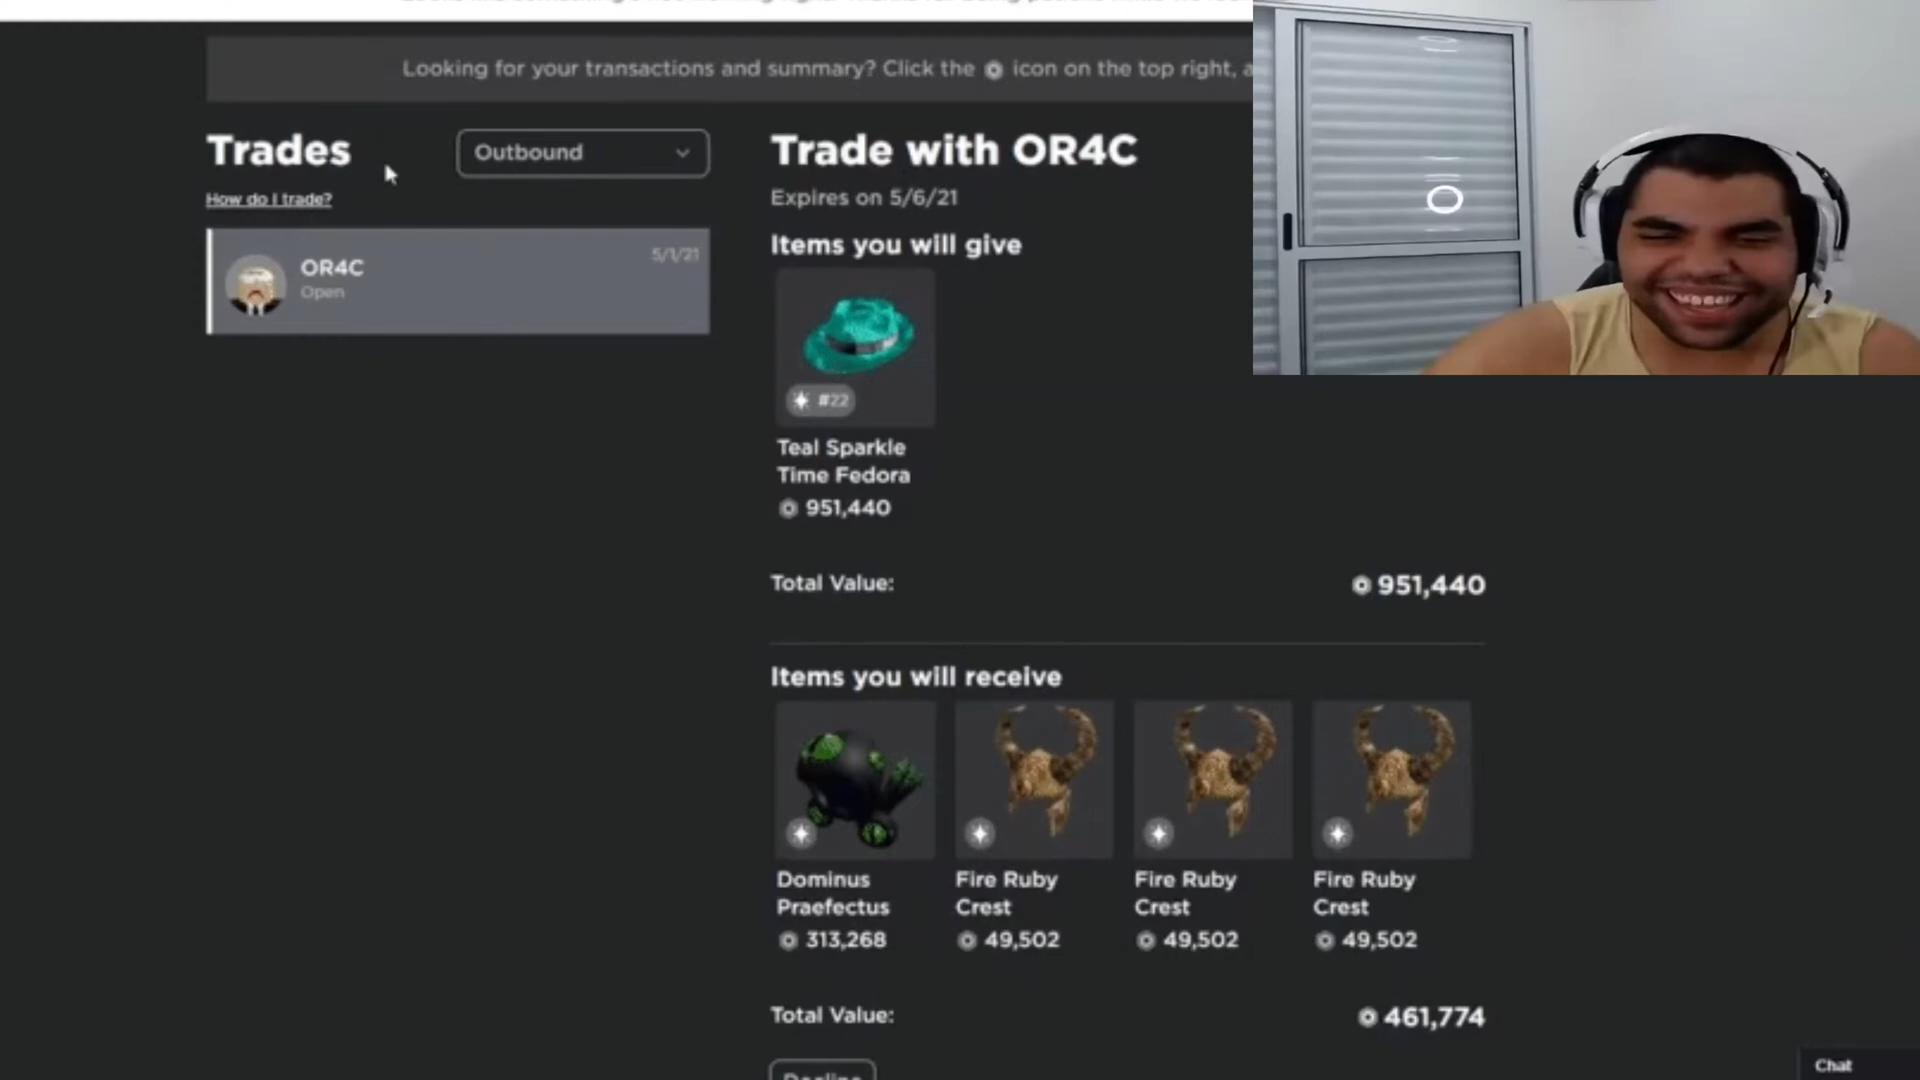 Looking for your transactions and summary? Click the icon on the top right, a
Trades
Outbound
How do I trade?
OR4C
5/1/21
Open
Trade with OR4C
Expires on 5/6/21
Items you will give
#22
Teal Sparkle
Time Fedora
951,440
Total Value:
951,440
Items you will receive
Dominus
Praefectus
313,268
Fire Ruby
Crest
49,502
Fire Ruby
Crest
49,502
Fire Ruby
Crest
49,502
Total Value:
461,774
Decline
Chat